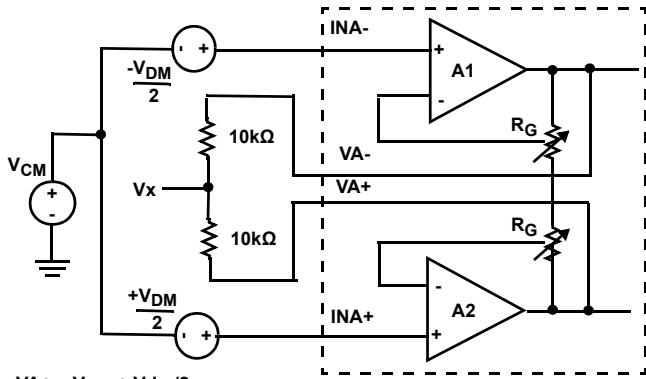 INA-
-VDM
2
A1
10kΩ
RG
VA-
VCM
Vx
VA+
10kΩ
RG
+VDM
2
INA+
A2